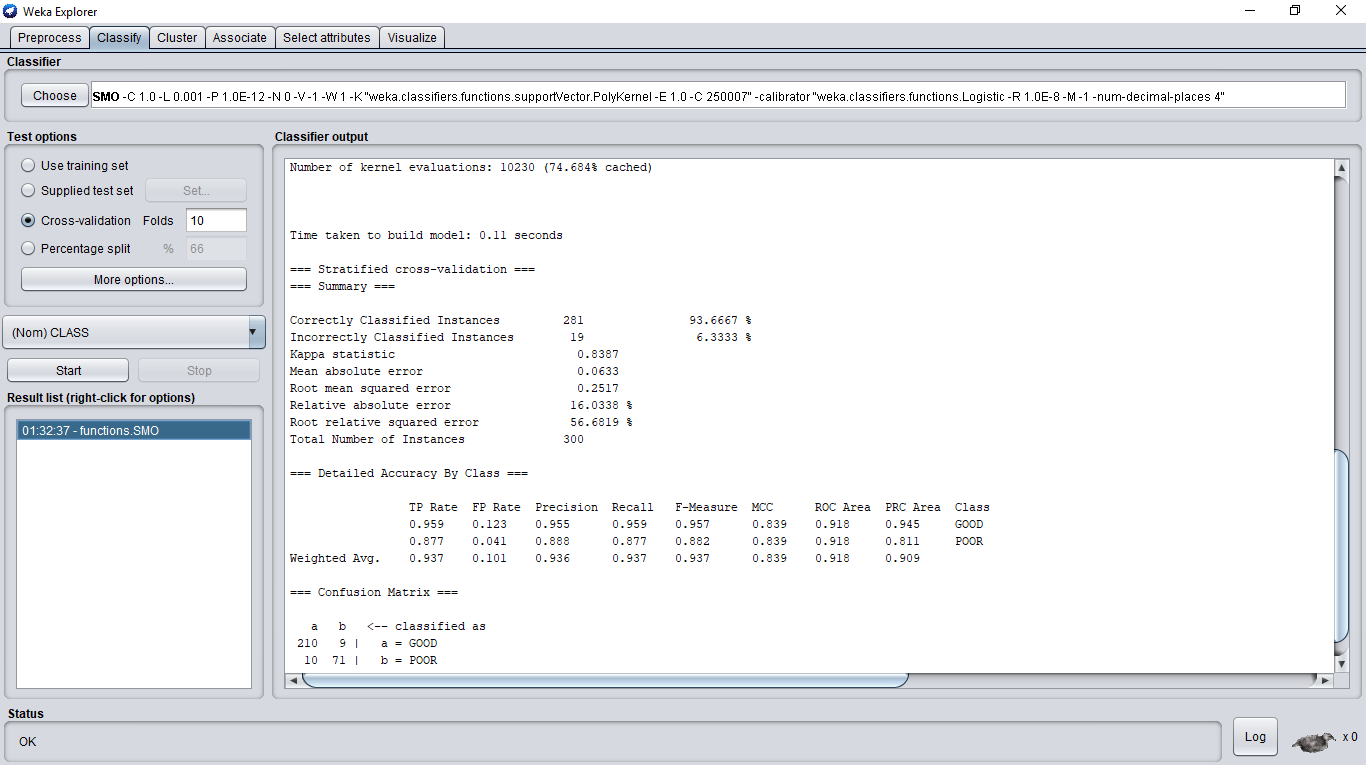 Weka Explorer
Preprocess Classify Cluster Associate Select attributes Visualize
Classifier
Choose SMO -C 1.0 -L 0.001 -P 1.0E-12 -N 0 -V -1 -W 1 -K "weka.classifiers.functions.supportVector.PolyKernel -E 1.0 -C 250007" -calibrator "weka.classifiers.functions.Logistic -R 1.0E-8 -M -1 -num-decimal-places 4"
Test options
Use training set
Supplied test set Set...
Cross-validation Folds 10
Percentage split % 66
More options...
(Nom) CLASS
Start Stop
Result list (right-click for options)
01:32:37 - functions.SMO
Classifier output
Number of kernel evaluations: 10230 (74.684% cached)
Time taken to build model: 0.11 seconds
=== Stratified cross-validation ===
=== Summary ===
Correctly Classified Instances 281 93.6667 %
Incorrectly Classified Instances 19 6.3333 %
Kappa statistic 0.8387
Mean absolute error 0.0633
Root mean squared error 0.2517
Relative absolute error 16.0338 %
Root relative squared error 56.6819 %
Total Number of Instances 300
=== Detailed Accuracy By Class ===
TP Rate FP Rate Precision Recall F-Measure MCC ROC Area PRC Area Class
0.959 0.123 0.955 0.959 0.957 0.839 0.918 0.945 GOOD
0.877 0.041 0.888 0.877 0.882 0.839 0.918 0.811 POOR
Weighted Avg. 0.937 0.101 0.936 0.937 0.937 0.839 0.918 0.909
=== Confusion Matrix ===
a b <-- classified as
210 9 | a = GOOD
10 71 | b = POOR
Status
OK
Log x 0